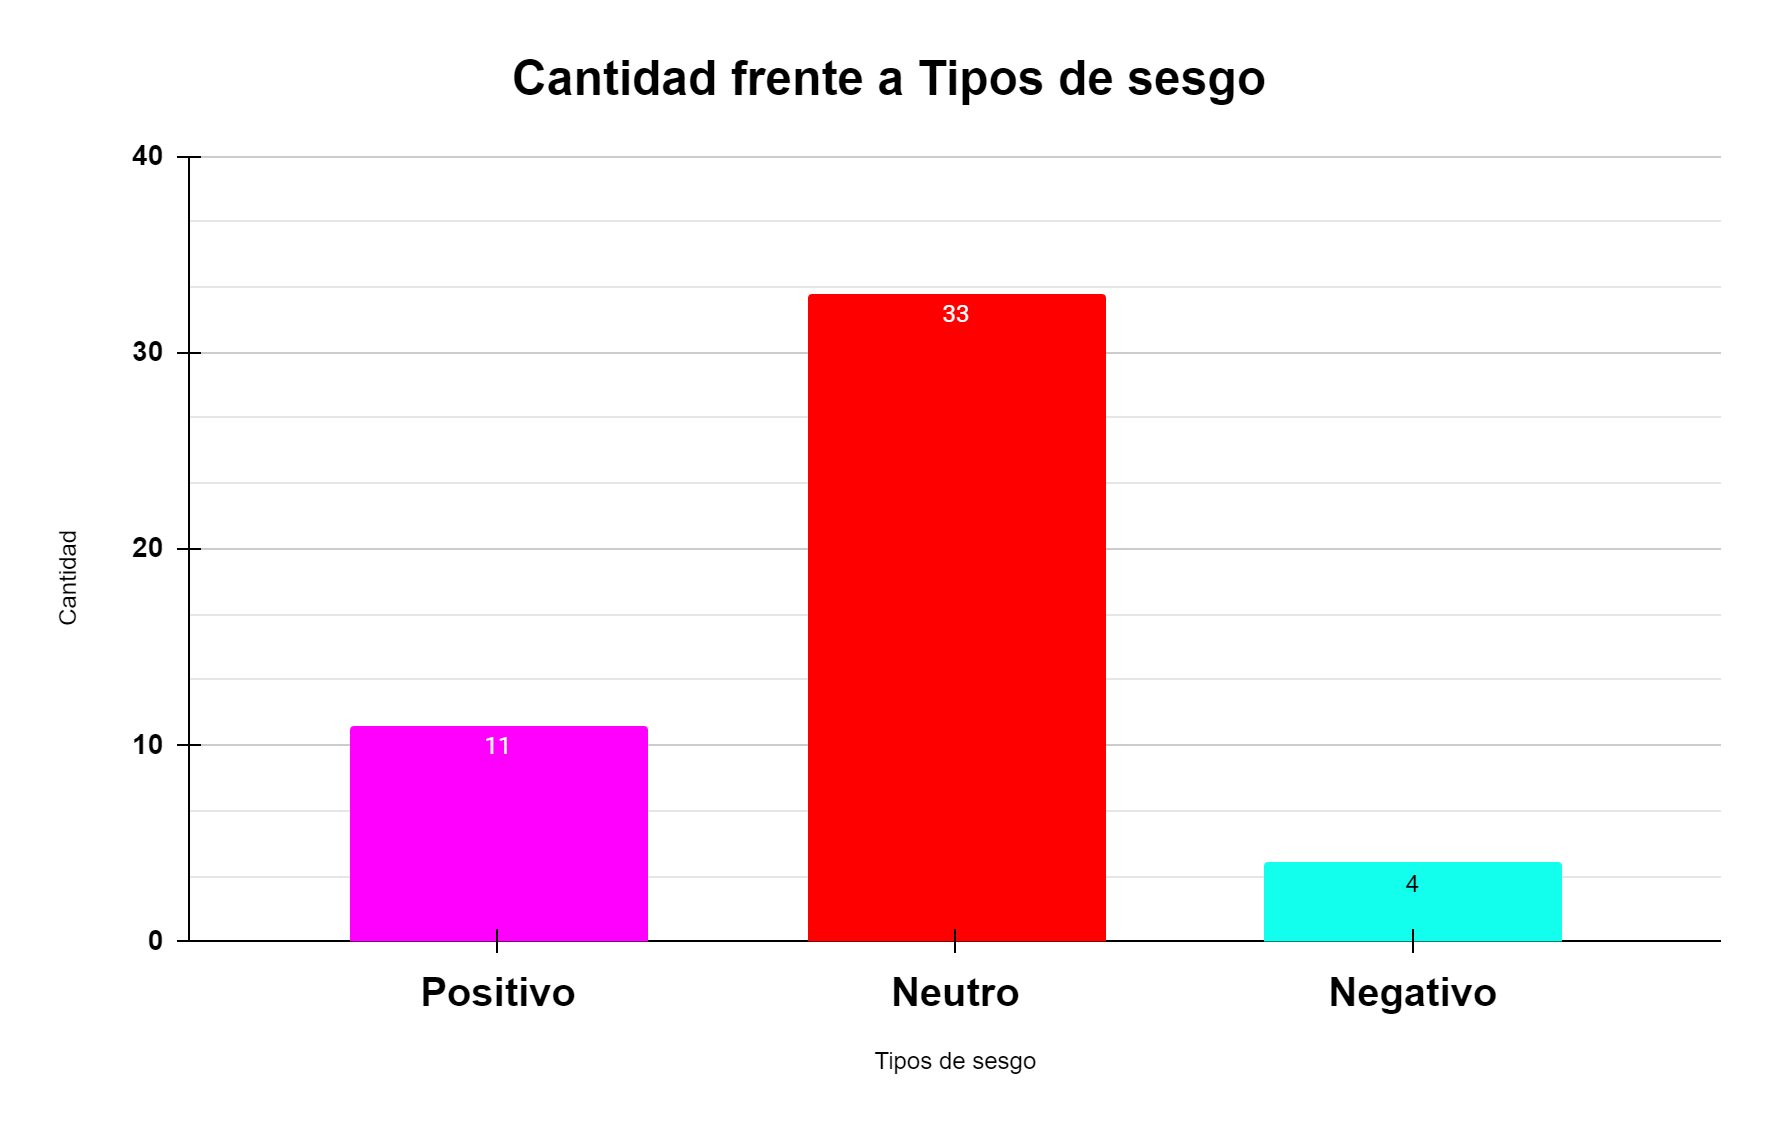 Cantidad frente a Tipos de sesgo
40
30
20
10
0
Cantidad
11
33
4
Positivo
Neutro
Negativo
Tipos de sesgo